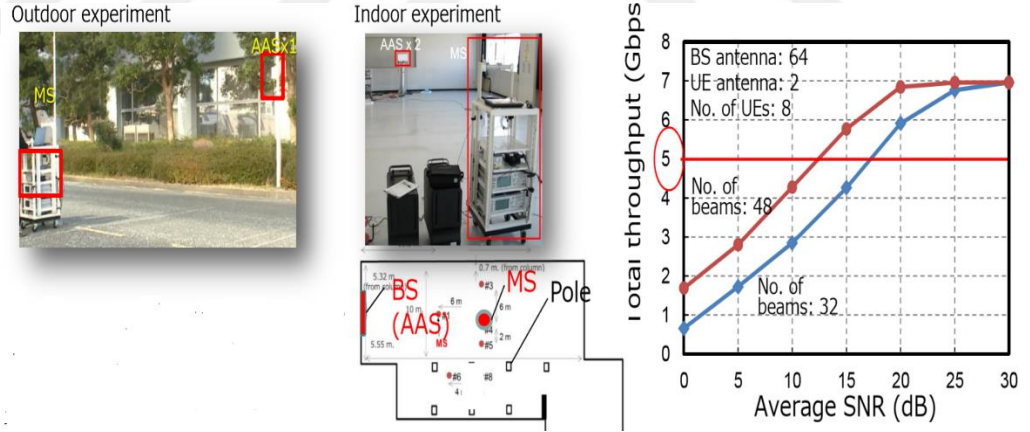 Outdoor experiment
AASx1
MS
Indoor experiment
AAS x 2
MS
5.32 m
(from column)
0.7 m. (from column)
BS
(AAS)
10 m
6 m
#3
MS
Pole
6 m
#4
2 m
#5
MS
5.55 m.
#6
#8
4
Total throughput (Gbps
8
7
6
5
4
3
2
1
0
BS antenna: 64
UE antenna: 2
No. of UEs: 8
No. of
beams: 48
No. of
beams: 32
0 5 10 15 20 25 30
Average SNR (dB)